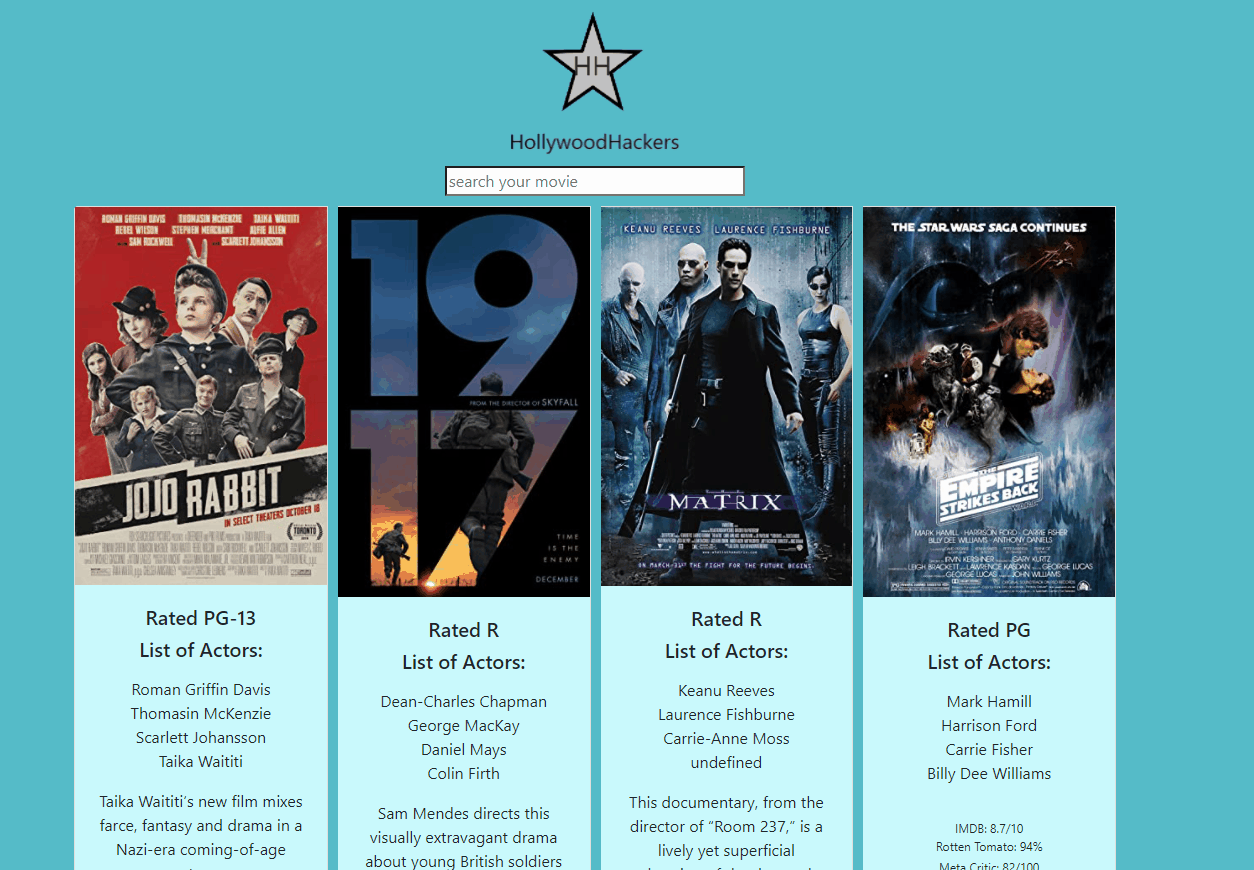 HH
HollywoodHackers
search your movie
ROMAN GRIFFIN DAVIS THOMASIN MCKENZIE TAIKA WAITITI
REBEL WILSON STEPHEN MERCHANT ALFIE ALLEN
SAM ROCKWELL SCARLETT JOHANSSON
JOJO RABBIT
IN SELECT THEATERS OCTOBER 18
TORONTO
Rated PG-13
List of Actors:
Roman Griffin Davis
Thomasin McKenzie
Scarlett Johansson
Taika Waititi
Taika Waititi’s new film mixes
farce, fantasy and drama in a
Nazi-era coming-of-age
19
FROM THE DIRECTOR OF SKYFALL
17
TIME
IS THE
ENEMY
DECEMBER
Rated R
List of Actors:
Dean-Charles Chapman
George MacKay
Daniel Mays
Colin Firth
Sam Mendes directs this
visually extravagant drama
about young British soldiers
KEANU REEVES LAURENCE FISHBURNE
THE
MATRIX
ON MARCH 31ST THE FIGHT FOR THE FUTURE BEGINS.
Rated R
List of Actors:
Keanu Reeves
Laurence Fishburne
Carrie-Anne Moss
undefined
This documentary, from the
director of “Room 237,” is a
lively yet superficial
THE STAR WARS SAGA CONTINUES
THE
EMPIRE
STRIKES BACK
MARK HAMILL · HARRISON FORD · CARRIE FISHER
BILLY DEE WILLIAMS · ANTHONY DANIELS
IRVIN KERSHNER GARY KURTZ
LEIGH BRACKETT LAWRENCE KASDAN GEORGE LUCAS
GEORGE LUCAS JOHN WILLIAMS
Rated PG
List of Actors:
Mark Hamill
Harrison Ford
Carrie Fisher
Billy Dee Williams
IMDB: 8.7/10
Rotten Tomato: 94%
Meta Critic: 82/100